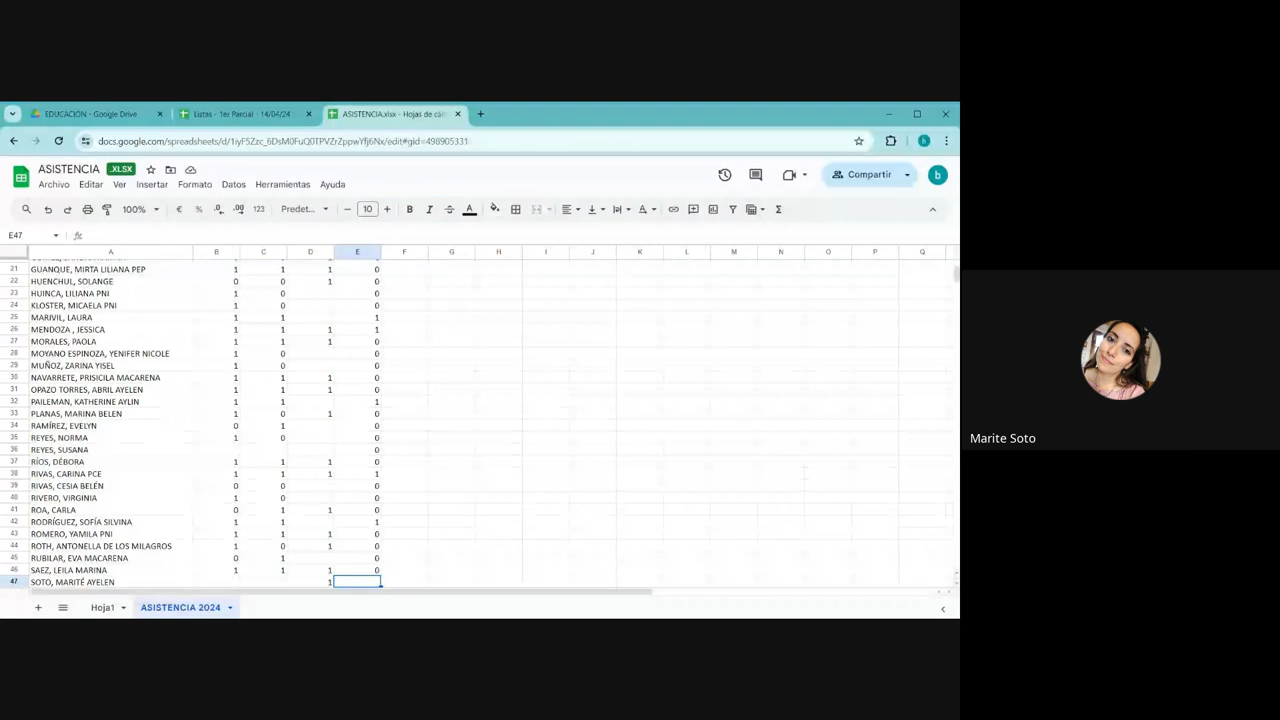 EDUCACIÓN - Google Drive
Listas - 1er Parcial - 14/04/24
ASISTENCIA.xlsx - Hojas de cál
docs.google.com/spreadsheets/d/1iyF5Zzc_6DsM0FuQ0TPVZrZppwYfj6Nx/edit#gid=498905331
ASISTENCIA .XLSX
Archivo Editar Ver Insertar Formato Datos Herramientas Ayuda
Compartir
b
100% € % .0 .00 123 Predet... 10 B I S A
E47 fx
A B C D E F G H I J K L M N O P Q
21 GUANQUE, MIRTA LILIANA PEP 1 1 1 0
22 HUENCHUL, SOLANGE 0 0 1 0
23 HUINCA, LILIANA PNI 1 0 0
24 KLOSTER, MICAELA PNI 1 0 0
25 MARIVIL, LAURA 1 1 1
26 MENDOZA , JESSICA 1 1 1 1
27 MORALES, PAOLA 1 1 1 0
28 MOYANO ESPINOZA, YENIFER NICOLE 1 0 0
29 MUÑOZ, ZARINA YISEL 1 0 0
30 NAVARRETE, PRISICILA MACARENA 1 1 1 0
31 OPAZO TORRES, ABRIL AYELEN 1 1 1 0
32 PAILEMAN, KATHERINE AYLIN 1 1 1
33 PLANAS, MARINA BELEN 1 0 1 0
34 RAMÍREZ, EVELYN 0 1 0
35 REYES, NORMA 1 0 0
36 REYES, SUSANA 0
37 RÍOS, DÉBORA 1 1 1 0
38 RIVAS, CARINA PCE 1 1 1 1
39 RIVAS, CESIA BELÉN 0 0 0
40 RIVERO, VIRGINIA 1 0 0
41 ROA, CARLA 0 1 1 0
42 RODRÍGUEZ, SOFÍA SILVINA 1 1 1
43 ROMERO, YAMILA PNI 1 1 1 0
44 ROTH, ANTONELLA DE LOS MILAGROS 1 0 1 0
45 RUBILAR, EVA MACARENA 0 1 0
46 SAEZ, LEILA MARINA 1 1 1 0
47 SOTO, MARITÉ AYELEN 1
Hoja1 ASISTENCIA 2024
Marite Soto